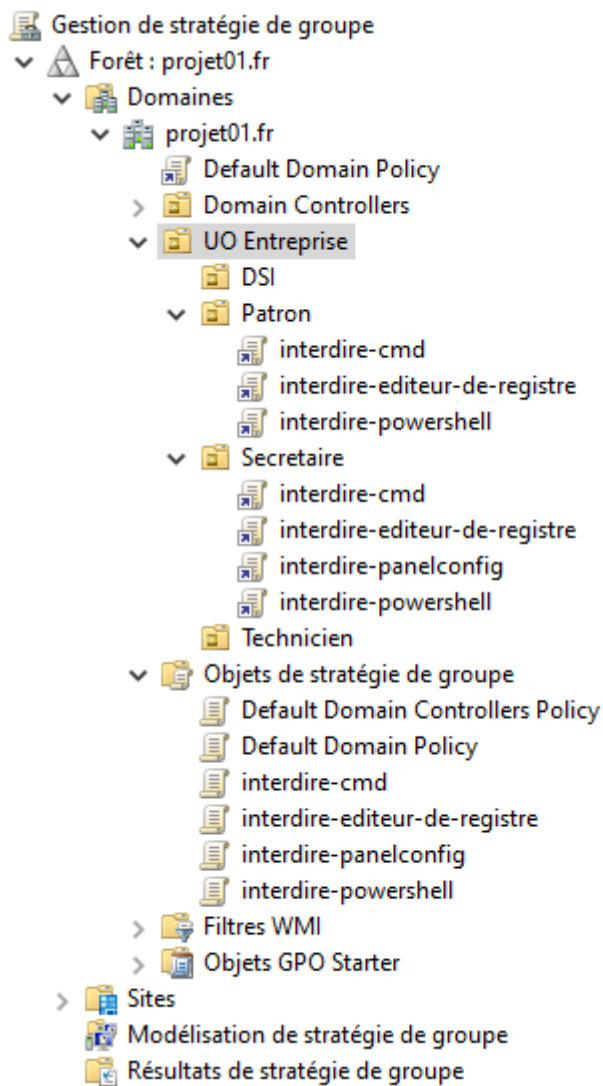 Gestion de stratégie de groupe
Forêt : projet01.fr
Domaines
projet01.fr
Default Domain Policy
Domain Controllers
UO Entreprise
DSI
Patron
interdire-cmd
interdire-editeur-de-registre
interdire-powershell
Secretaire
interdire-cmd
interdire-editeur-de-registre
interdire-panelconfig
interdire-powershell
Technicien
Objets de stratégie de groupe
Default Domain Controllers Policy
Default Domain Policy
interdire-cmd
interdire-editeur-de-registre
interdire-panelconfig
interdire-powershell
Filtres WMI
Objets GPO Starter
Sites
Modélisation de stratégie de groupe
Résultats de stratégie de groupe